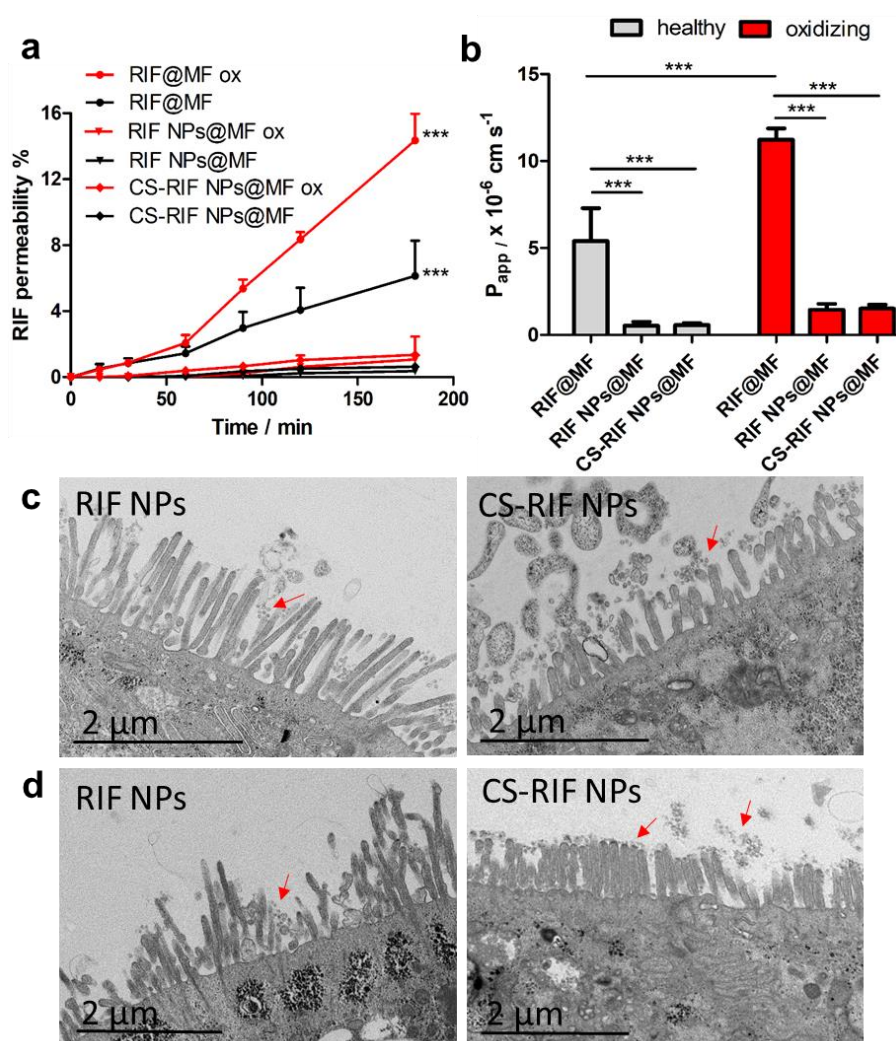 a
RIF@MF ox
RIF@MF
RIF NPs@MF ox
RIF NPs@MF
CS-RIF NPs@MF ox
CS-RIF NPs@MF
***
***
RIF permeability %
16
12
8
4
0
0 50 100 150 200
Time / min
b
healthy oxidizing
***
***
***
***
***
Papp / x 10-6 cm s-1
15
10
5
0
RIF@MF
RIF NPs@MF
CS-RIF NPs@MF
RIF@MF
RIF NPs@MF
CS-RIF NPs@MF
c
RIF NPs
2 μm
CS-RIF NPs
2 μm
d
RIF NPs
2 μm
CS-RIF NPs
2 μm